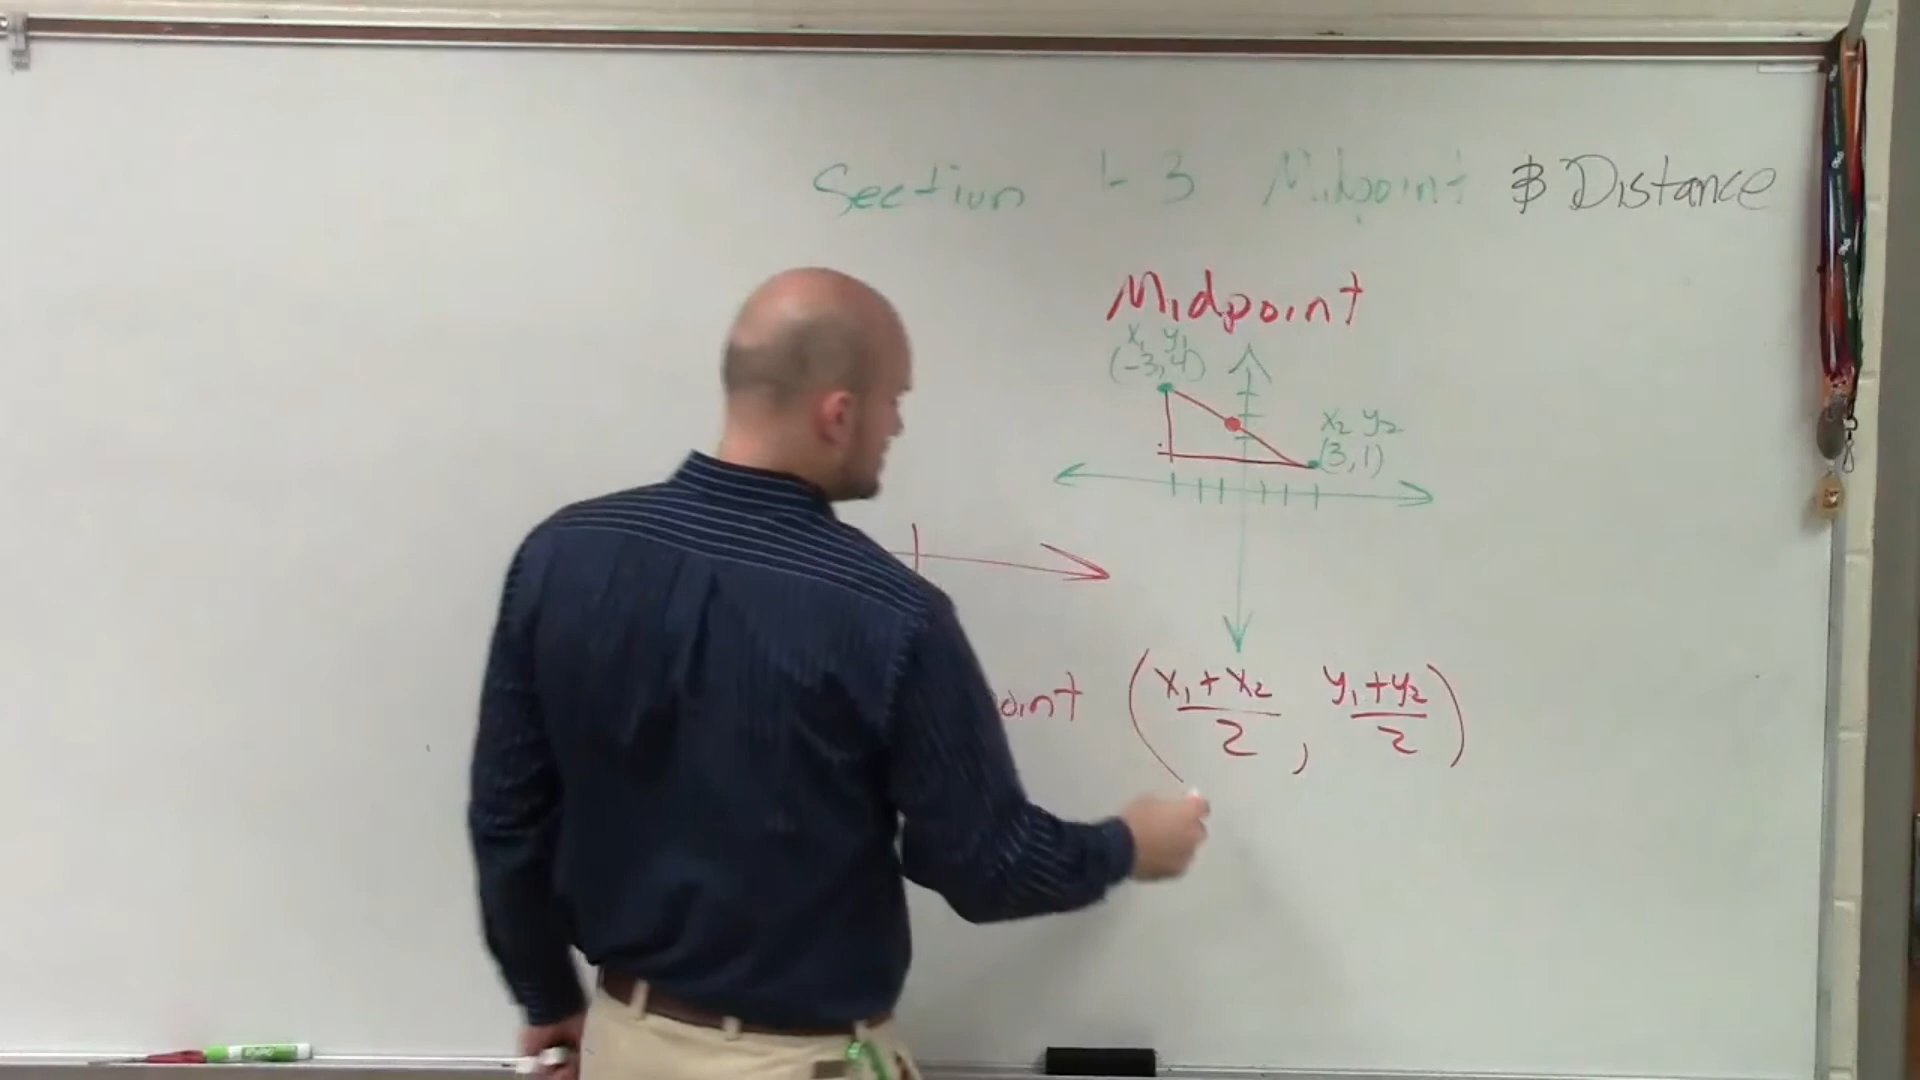 Section 1-3 Midpoint & Distance
Midpoint
x₁ y₁
(-3,4)
x₂ y₂
(3,1)
oint (x₁+x₂/2, y₁+y₂/2)